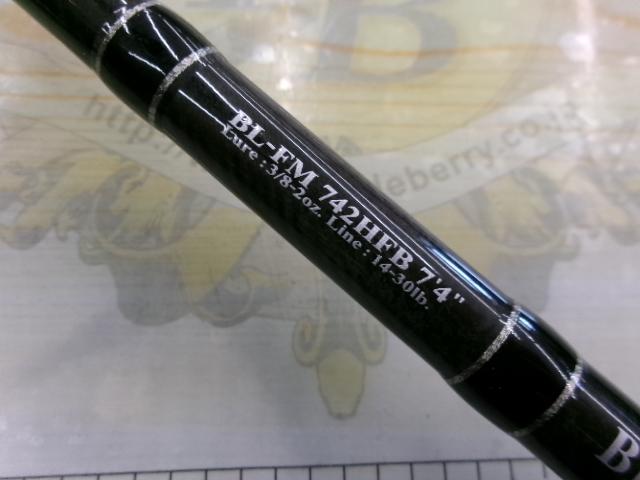 BL-FM 742HFB 7'4"
Lure : 3/8-2oz. Line : 14-30lb.
B